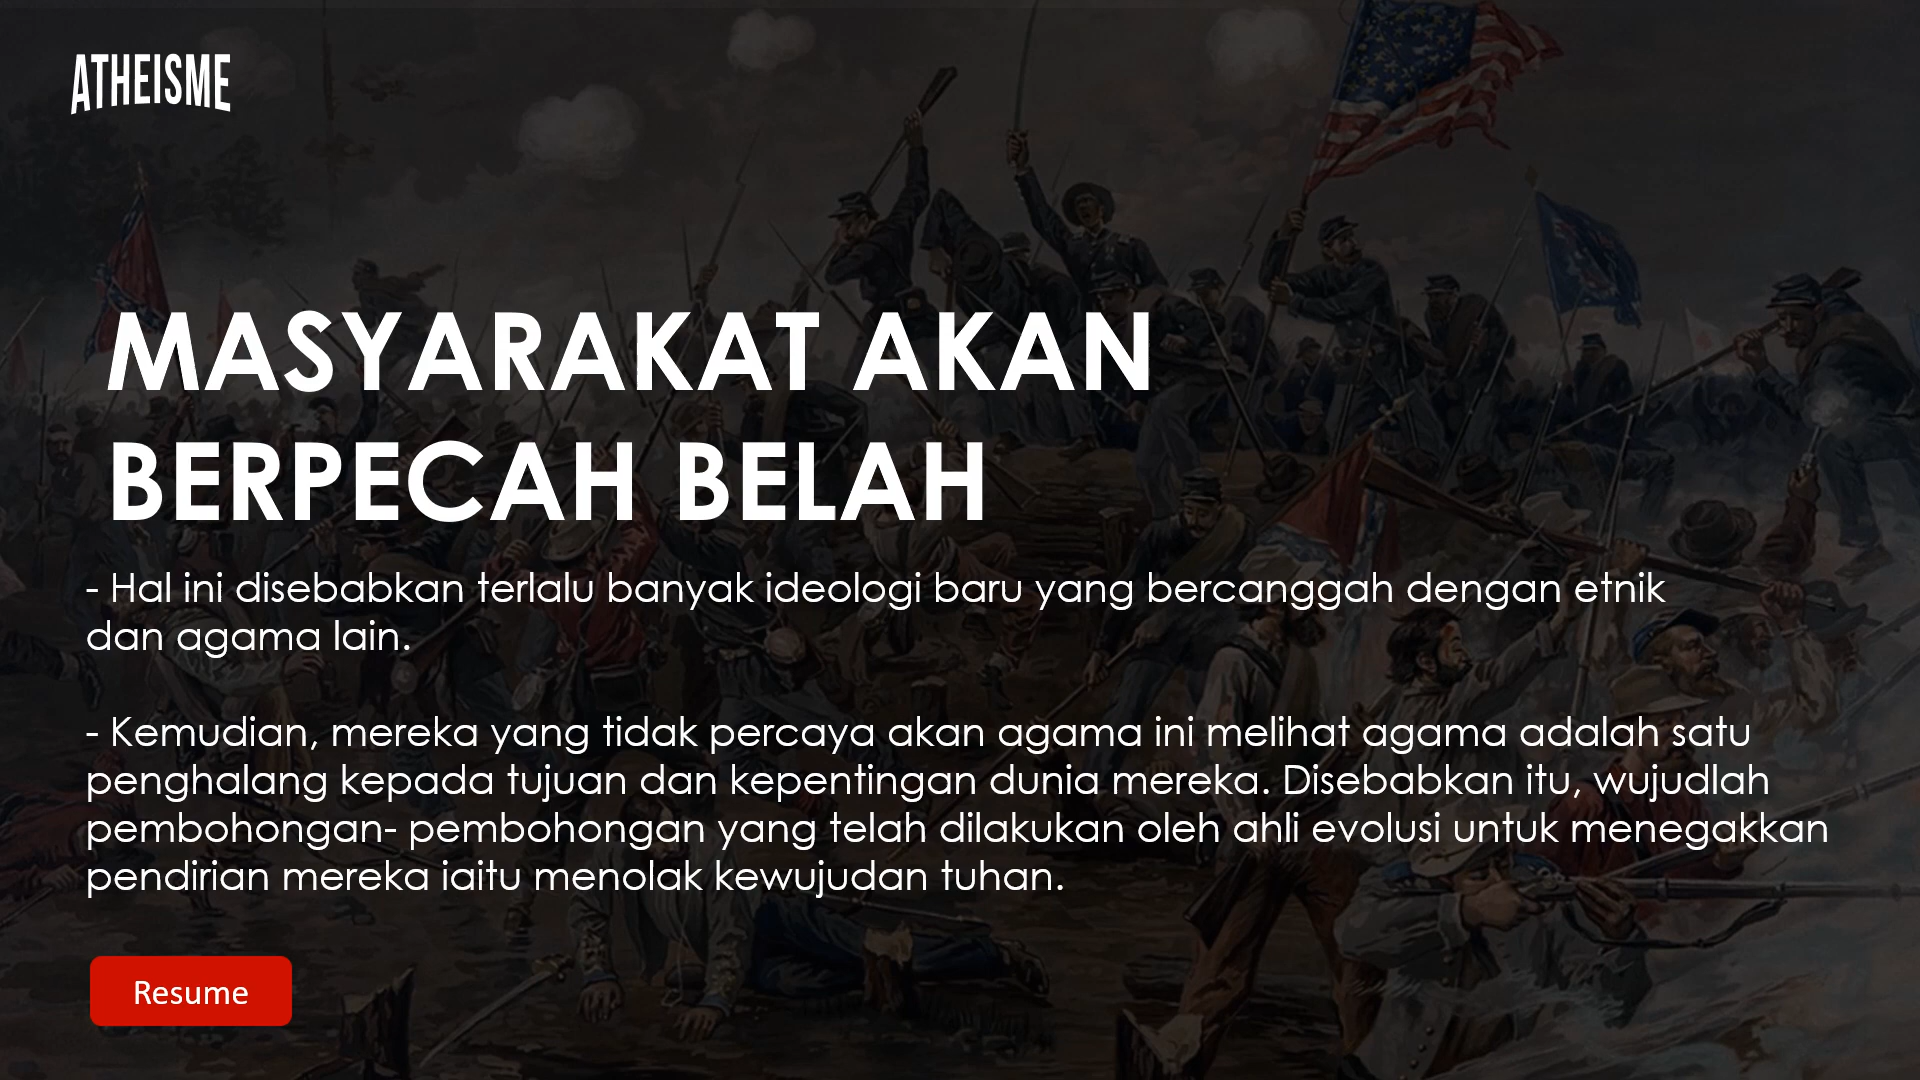 ATHEISME
MASYARAKAT AKAN
BERPECAH BELAH
- Hal ini disebabkan terlalu banyak ideologi baru yang bercanggah dengan etnik
dan agama lain.
- Kemudian, mereka yang tidak percaya akan agama ini melihat agama adalah satu
penghalang kepada tujuan dan kepentingan dunia mereka. Disebabkan itu, wujudlah
pembohongan- pembohongan yang telah dilakukan oleh ahli evolusi untuk menegakkan
pendirian mereka iaitu menolak kewujudan tuhan.
Resume